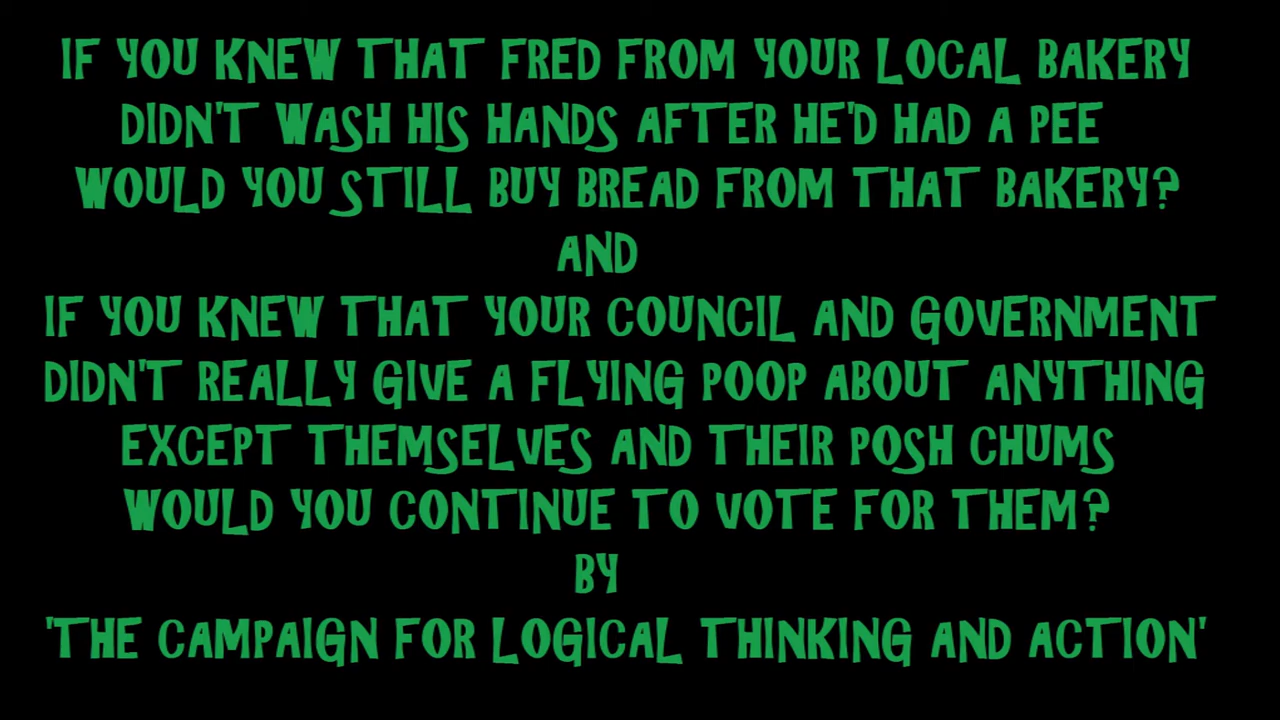 IF YOU KNEW THAT FRED FROM YOUR LOCAL BAKERY
DIDN'T WASH HIS HANDS AFTER HE'D HAD A PEE
WOULD YOU STILL BUY BREAD FROM THAT BAKERY?
AND
IF YOU KNEW THAT YOUR COUNCIL AND GOVERNMENT
DIDN'T REALLY GIVE A FLYING POOP ABOUT ANYTHING
EXCEPT THEMSELVES AND THEIR POSH CHUMS
WOULD YOU CONTINUE TO VOTE FOR THEM?
BY
'THE CAMPAIGN FOR LOGICAL THINKING AND ACTION'